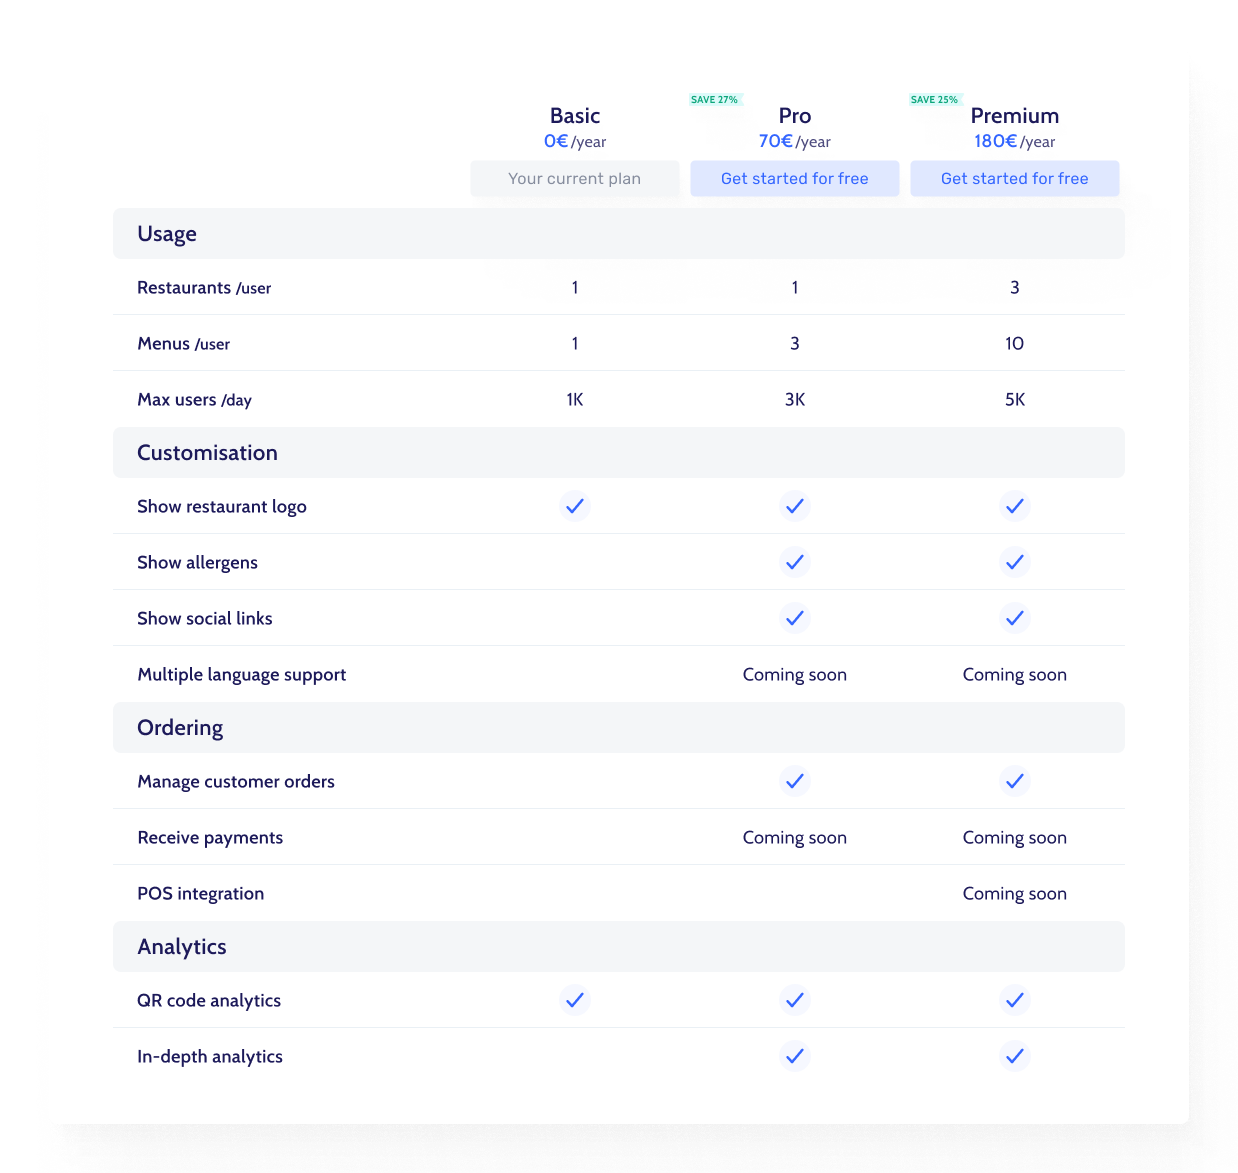 SAVE 27% SAVE 25%
Basic Pro Premium
0€/year 70€/year 180€/year
Your current plan Get started for free Get started for free
Usage
Restaurants /user 1 1 3
Menus /user 1 3 10
Max users /day 1K 3K 5K
Customisation
Show restaurant logo
Show allergens
Show social links
Multiple language support Coming soon Coming soon
Ordering
Manage customer orders
Receive payments Coming soon Coming soon
POS integration Coming soon
Analytics
QR code analytics
In-depth analytics